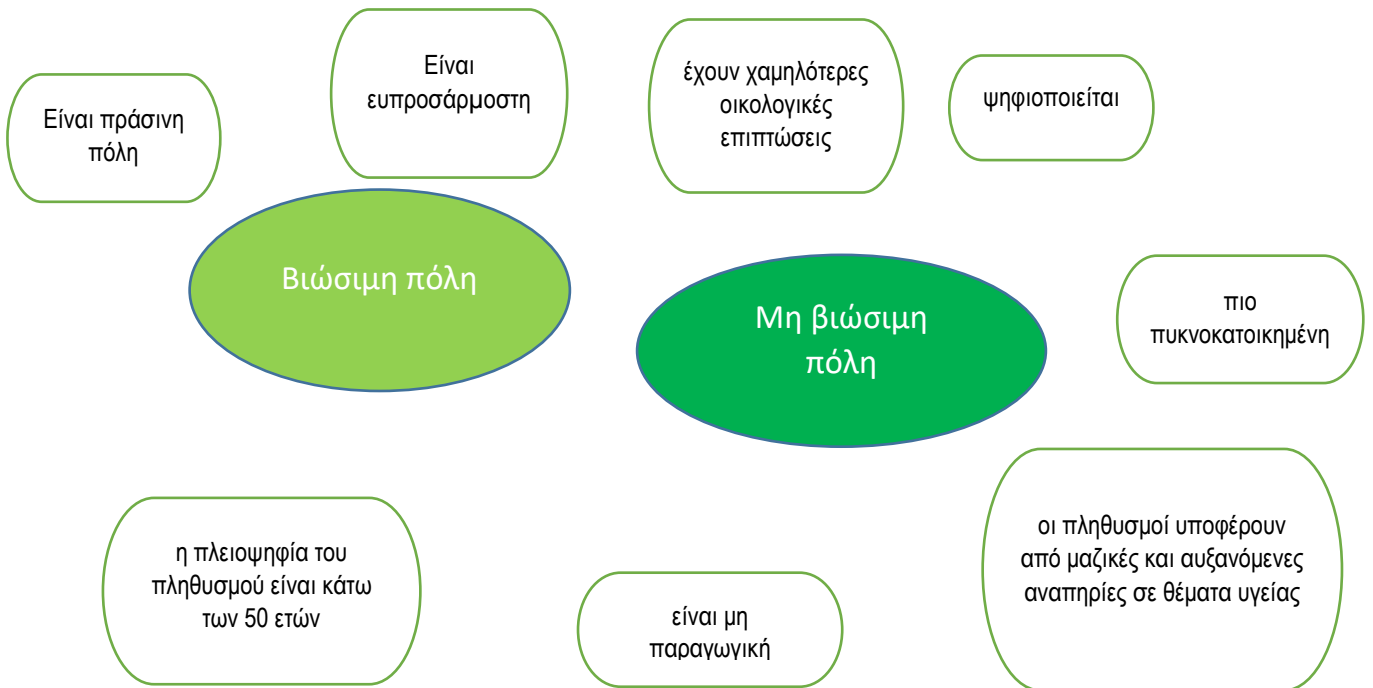 Είναι
ευπροσάρμοστη
έχουν χαμηλότερες
οικολογικές
επιπτώσεις
ψηφιοποιείται
Είναι πράσινη
πόλη
Βιώσιμη πόλη
Μη βιώσιμη
πόλη
πιο
πυκνοκατοικημένη
η πλειοψηφία του
πληθυσμού είναι κάτω
των 50 ετών
είναι μη
παραγωγική
οι πληθυσμοί υποφέρουν
από μαζικές και αυξανόμενες
αναπηρίες σε θέματα υγείας